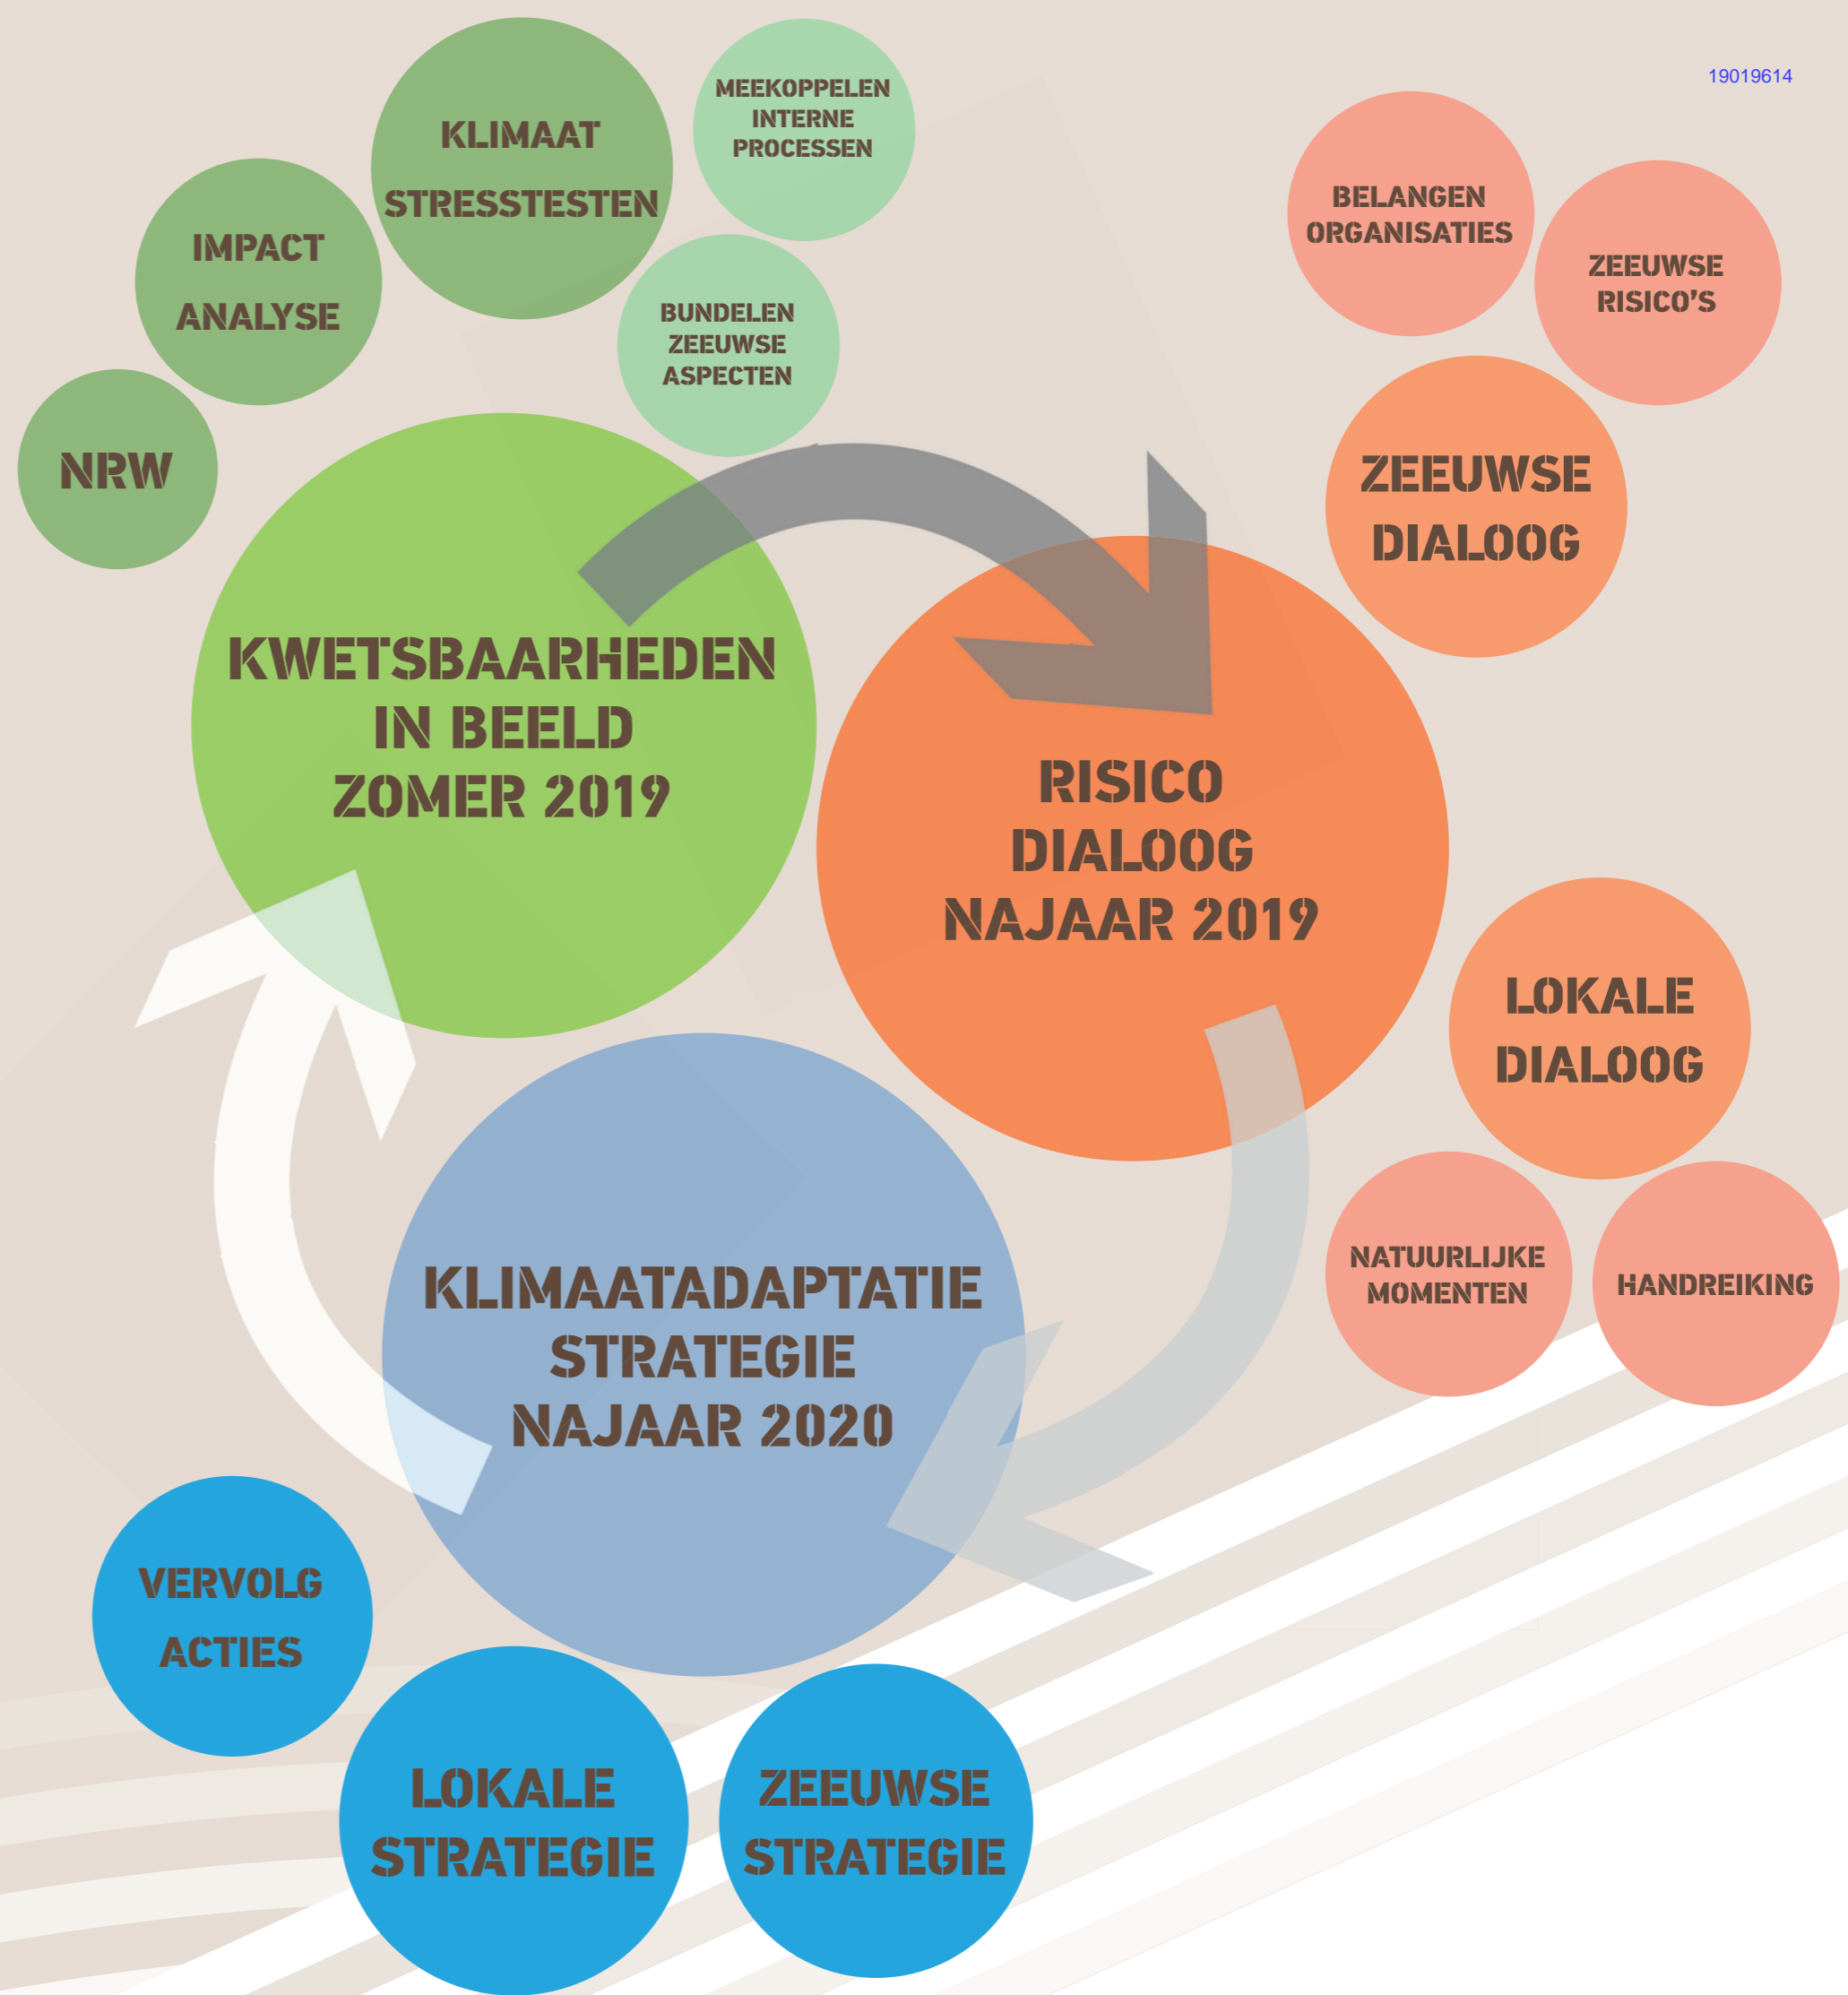 19019614
KLIMAAT
STRESSTESTEN
MEEKOPPELEN
INTERNE
PROCESSEN
IMPACT
ANALYSE
BUNDELEN
ZEEUWSE
ASPECTEN
NRW
KWETSBAARHEDEN
IN BEELD
ZOMER 2019
BELANGEN
ORGANISATIES
ZEEUWSE
RISICO'S
ZEEUWSE
DIALOOG
RISICO
DIALOOG
NAJAAR 2019
LOKALE
DIALOOG
NATUURLIJKE
MOMENTEN
HANDREIKING
KLIMAATADAPTATIE
STRATEGIE
NAJAAR 2020
VERVOLG
ACTIES
LOKALE
STRATEGIE
ZEEUWSE
STRATEGIE